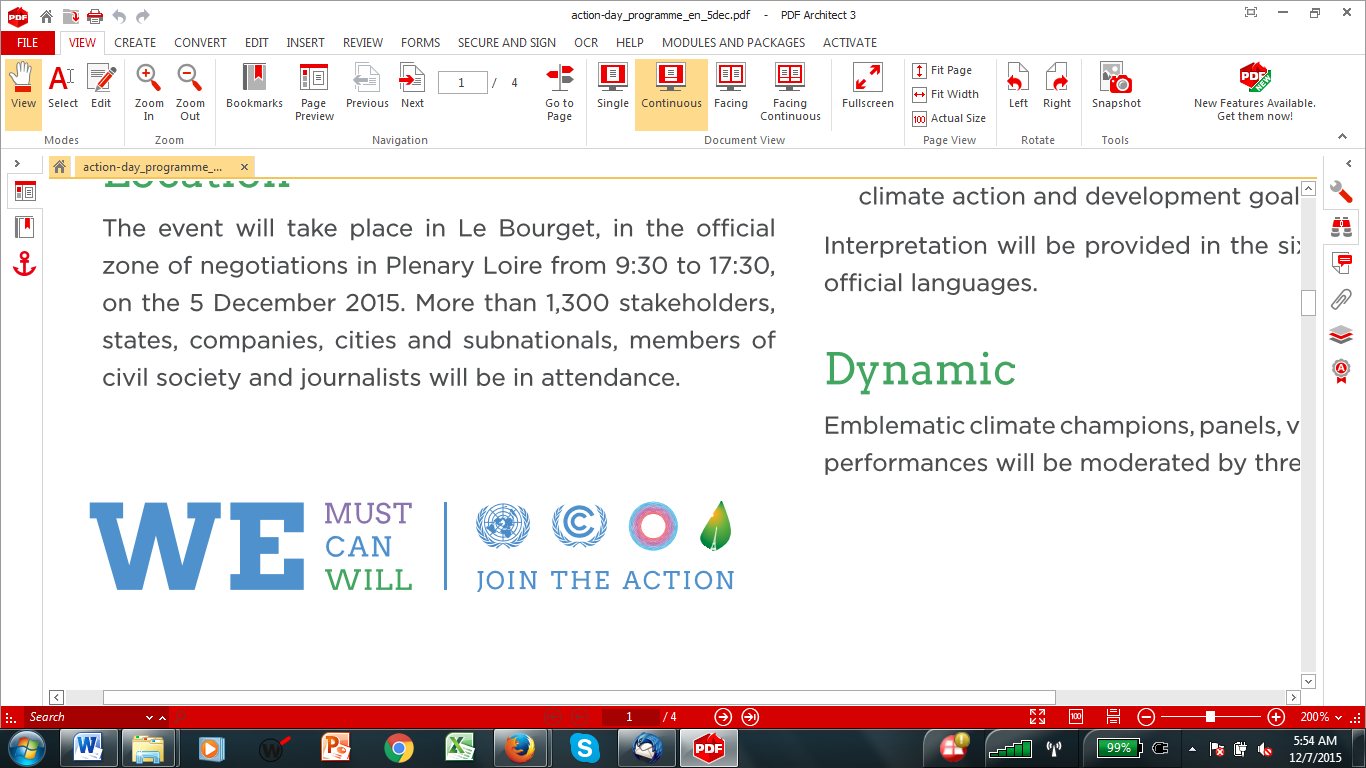 action-day_programme_en_5dec.pdf - PDF Architect 3
FILE VIEW CREATE CONVERT EDIT INSERT REVIEW FORMS SECURE AND SIGN OCR HELP MODULES AND PACKAGES ACTIVATE
View Select Edit
Modes
Zoom In Zoom Out
Zoom
Bookmarks Page Preview Previous Next 1 / 4 Go to Page
Navigation
Single Continuous Facing Facing Continuous Fullscreen
Document View
Fit Page
Fit Width
100 Actual Size
Page View
Left Right
Rotate
Snapshot
Tools
PDF NEW
New Features Available.
Get them now!
action-day_programme_...
Location
The event will take place in Le Bourget, in the official
zone of negotiations in Plenary Loire from 9:30 to 17:30,
on the 5 December 2015. More than 1,300 stakeholders,
states, companies, cities and subnationals, members of
civil society and journalists will be in attendance.
WE
MUST
CAN
WILL
JOIN THE ACTION
climate action and development goal
Interpretation will be provided in the six
official languages.
Dynamic
Emblematic climate champions, panels, v
performances will be moderated by thre
Search
1 / 4
100
200%
PDF
99%
5:54 AM
12/7/2015